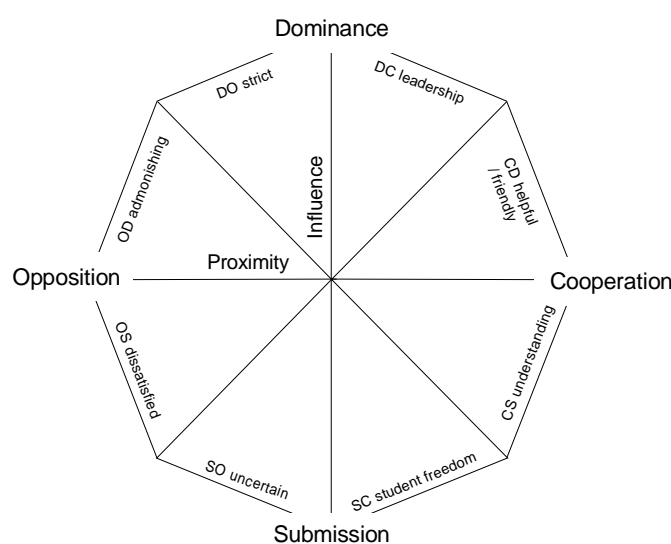 Dominance
DO strict
DC leadership
OD admonishing
Influence
CD helpful
/ friendly
Proximity
Opposition
Cooperation
OS dissatisfied
CS understanding
SO uncertain
SC student freedom
Submission